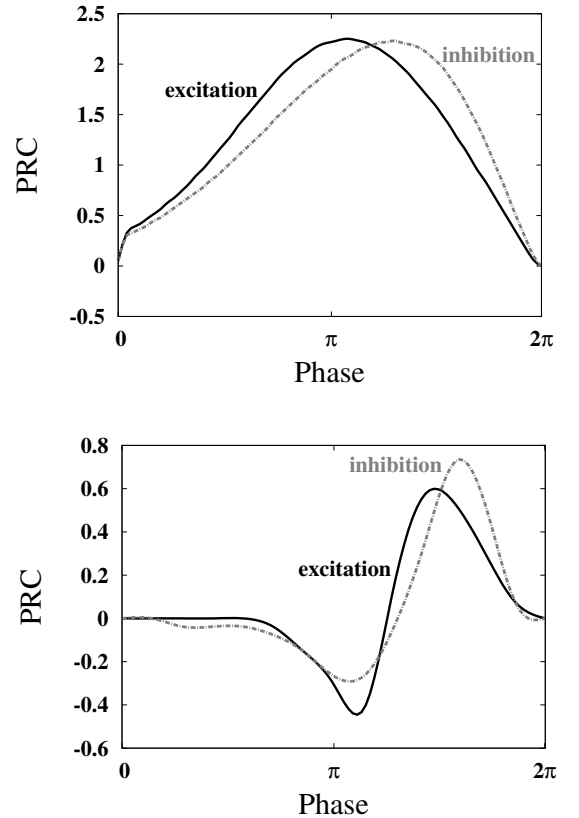 2.5
2
1.5
1
0.5
0
-0.5
PRC
excitation
inhibition
0 π 2π
Phase
0.8
0.6
0.4
0.2
0
-0.2
-0.4
-0.6
PRC
inhibition
excitation
0 π 2π
Phase